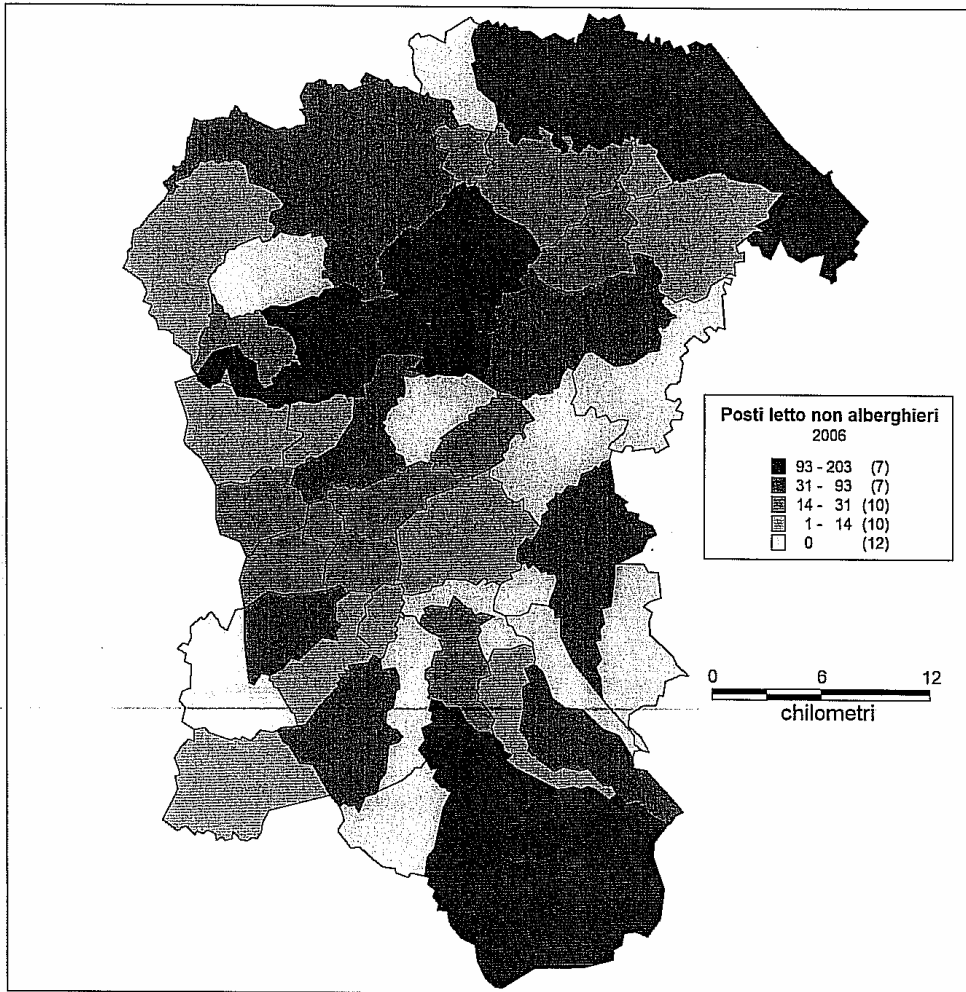 Posti letto non alberghieri
2006
93 - 203 (7)
31 - 93 (7)
14 - 31 (10)
1 - 14 (10)
0 (12)
0 6 12
chilometri